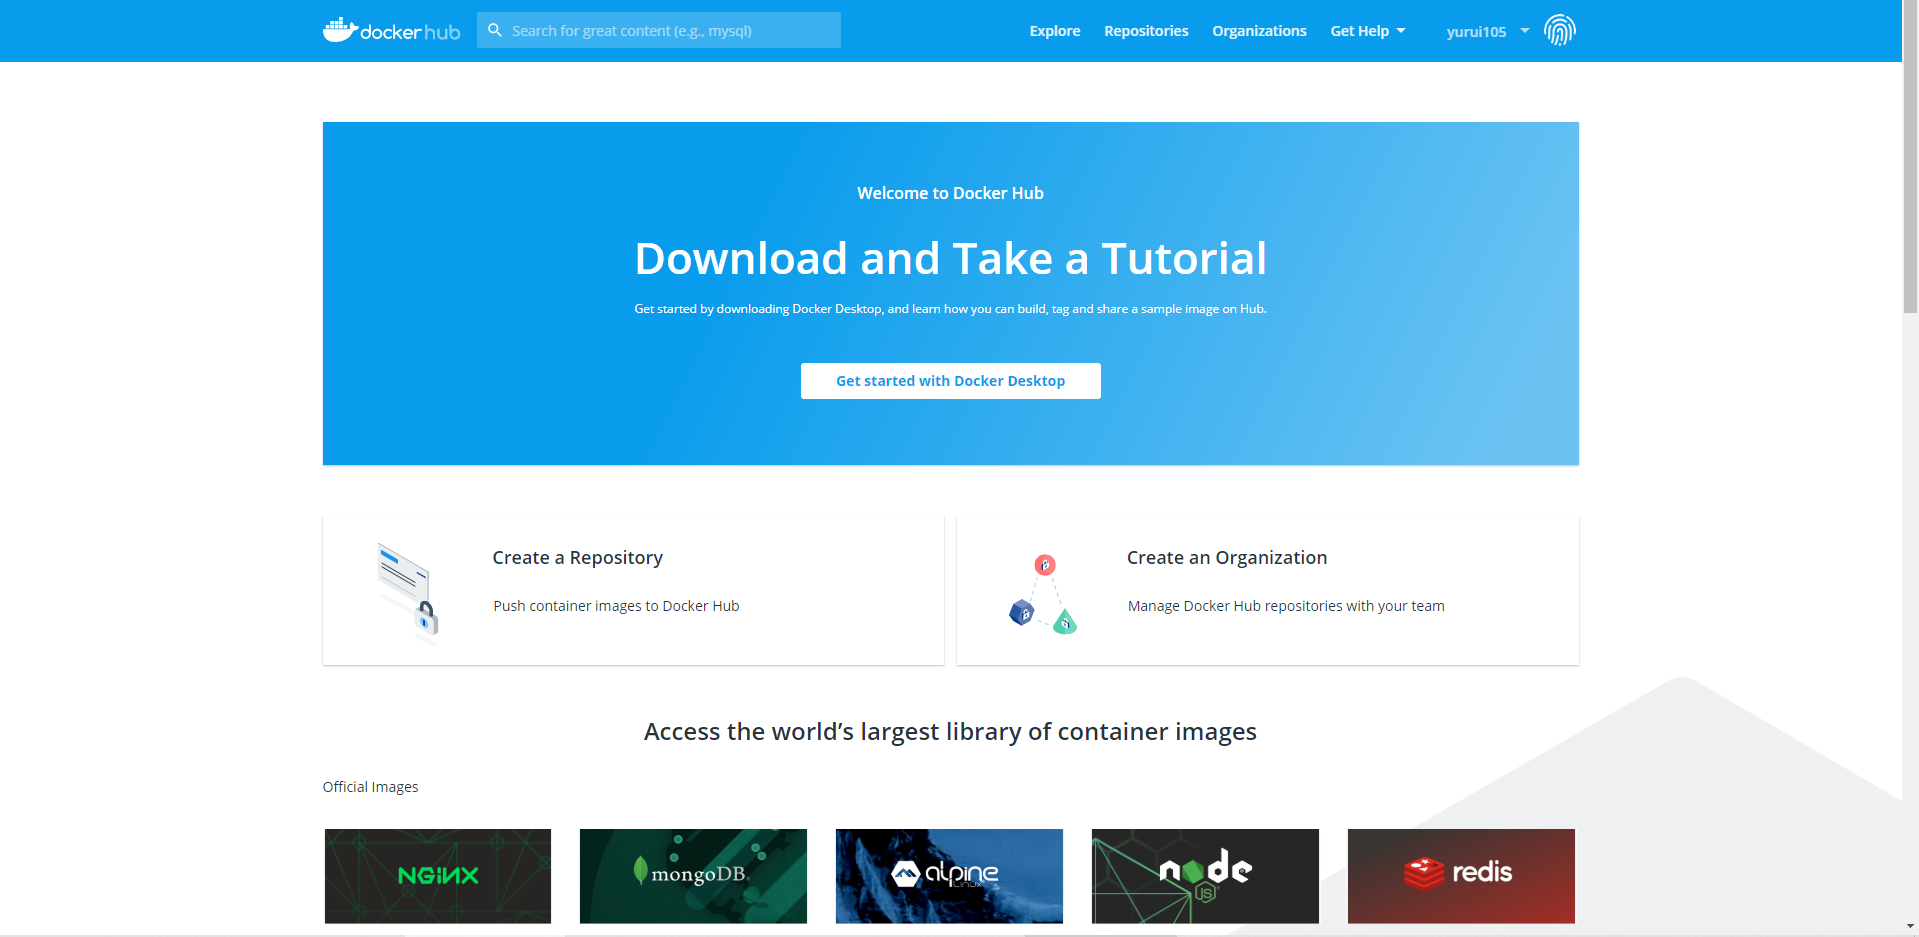 docker hub
Search for great content (e.g., mysql)
Explore
Repositories
Organizations
Get Help
yurui105
Welcome to Docker Hub
Download and Take a Tutorial
Get started by downloading Docker Desktop, and learn how you can build, tag and share a sample image on Hub.
Get started with Docker Desktop
Create a Repository
Push container images to Docker Hub
Create an Organization
Manage Docker Hub repositories with your team
Access the world’s largest library of container images
Official Images
NGINX
mongoDB
alpine
Linux
node
JS
redis